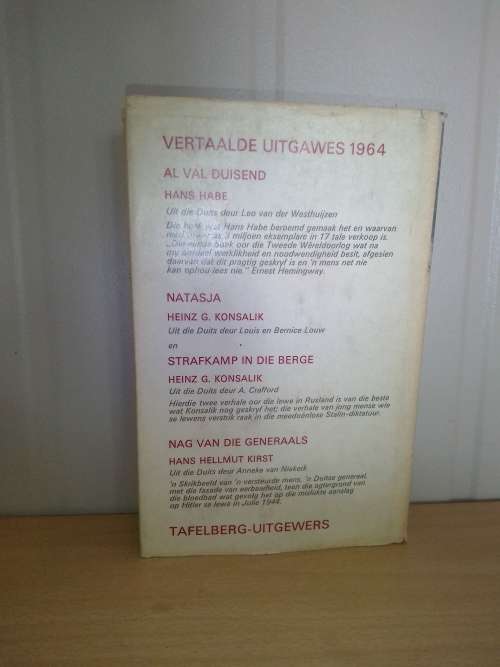 VERTAALDE UITGAWES 1964
AL VAL DUISEND
HANS HABE
Uit die Duits deur Leo van der Westhuijzen
Die boek wat Hans Habe beroemd gemaak het en waarvan
3 miljoen eksemplare in 17 tale verkoop is.
boek oor die Tweede Wêreldoorlog wat na
my werklikheid en noodwendigheid besit, afgesien
daarvan dat dit pragtig geskryf is en 'n mens net nie
kan ophou lees nie." Ernest Hemingway.
NATASJA
HEINZ G. KONSALIK
Uit die Duits deur Louis en Bernice Louw
en
STRAFKAMP IN DIE BERGE
HEINZ G. KONSALIK
Uit die Duits deur A. Crafford
Hierdie twee verhale oor die lewe in Rusland is van die beste
wat Konsalik nog geskryf het; die verhale van jong mense wie
se lewens verstrik raak in die meedoënlose Stalin-diktatuur.
NAG VAN DIE GENERAALS
HANS HELLMUT KIRST
Uit die Duits deur Anneke van Niekerk
'n Skrikbeeld van 'n versteurde mens, 'n Duitse generaal,
met die fasade van verhewendheid, teen die agtergrond van
die bloedbad wat gevolg het op die mislukte aanslag
op Hitler se lewe in Julie 1944.
TAFELBERG-UITGEWERS